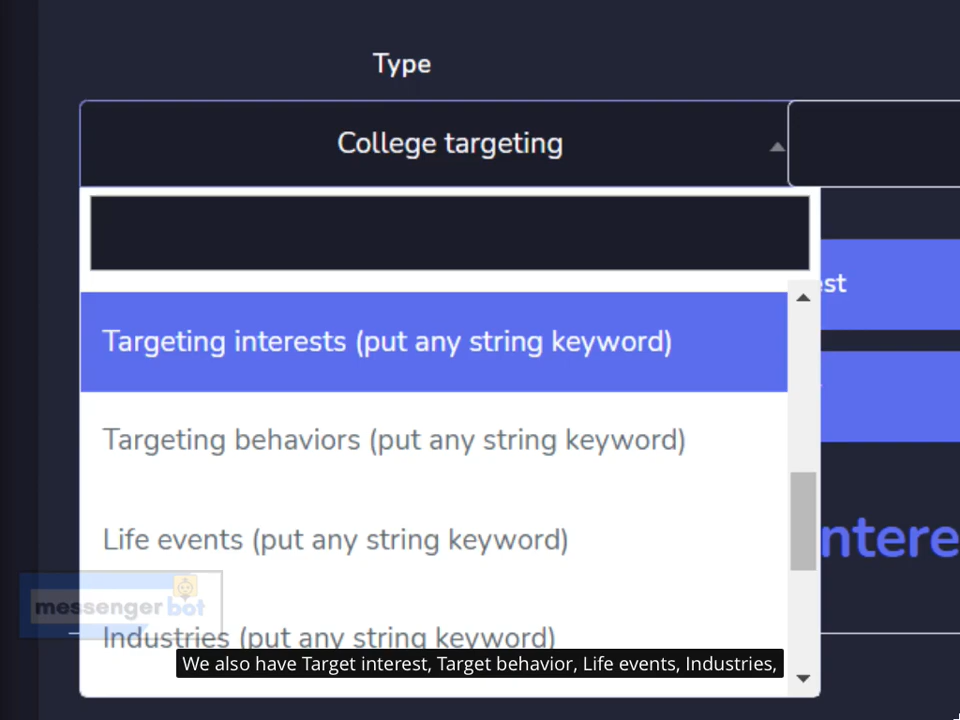 Type
College targeting
est
Targeting interests (put any string keyword)
Targeting behaviors (put any string keyword)
Life events (put any string keyword)
ntere
messenger bot
Industries (put any string keyword)
We also have Target interest, Target behavior, Life events, Industries,